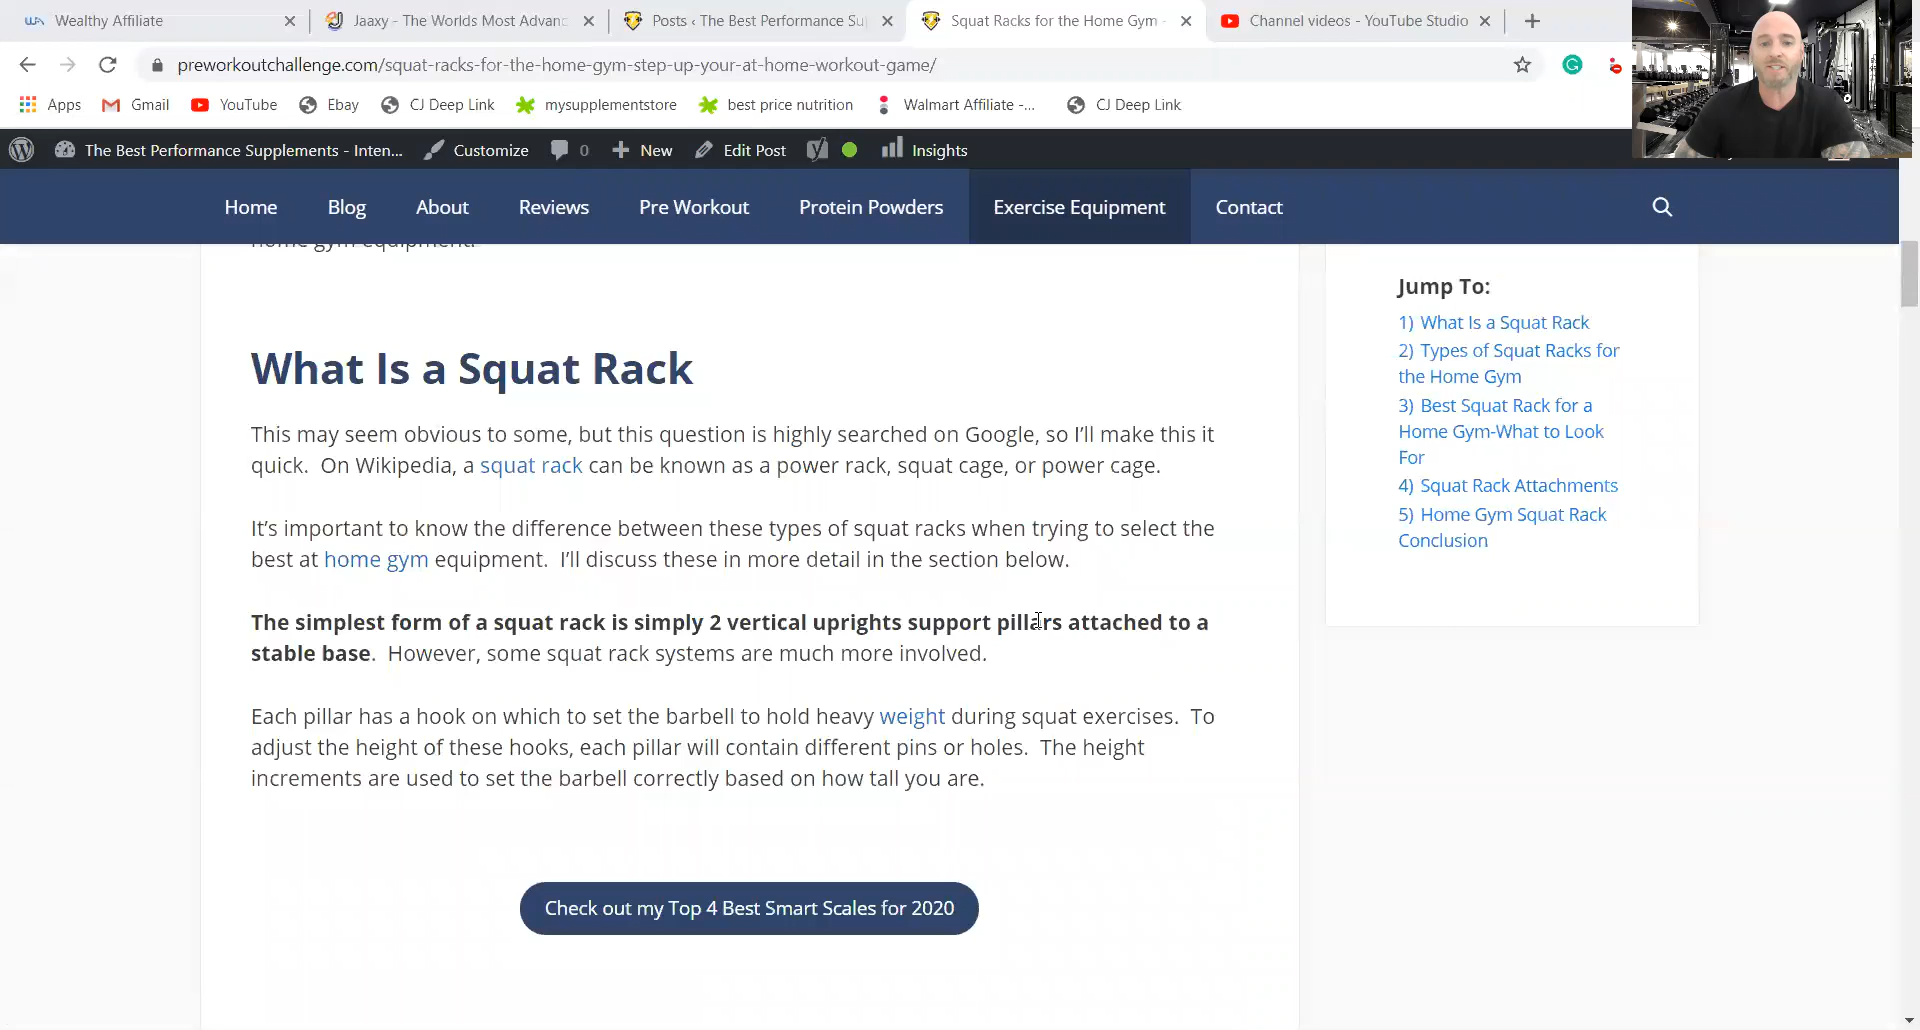 Wealthy Affiliate
Jaaxy - The Worlds Most Advanc
Posts ‹ The Best Performance Su
Squat Racks for the Home Gym -
Channel videos - YouTube Studio
preworkoutchallenge.com/squat-racks-for-the-home-gym-step-up-your-at-home-workout-game/
Apps
Gmail
YouTube
Ebay
CJ Deep Link
mysupplementstore
best price nutrition
Walmart Affiliate -...
CJ Deep Link
The Best Performance Supplements - Inten...
Customize
0
New
Edit Post
Insights
Home
Blog
About
Reviews
Pre Workout
Protein Powders
Exercise Equipment
Contact
home gym equipment.
What Is a Squat Rack
This may seem obvious to some, but this question is highly searched on Google, so I’ll make this it
quick. On Wikipedia, a squat rack can be known as a power rack, squat cage, or power cage.
It’s important to know the difference between these types of squat racks when trying to select the
best at home gym equipment. I’ll discuss these in more detail in the section below.
The simplest form of a squat rack is simply 2 vertical uprights support pillars attached to a
stable base. However, some squat rack systems are much more involved.
Each pillar has a hook on which to set the barbell to hold heavy weight during squat exercises. To
adjust the height of these hooks, each pillar will contain different pins or holes. The height
increments are used to set the barbell correctly based on how tall you are.
Check out my Top 4 Best Smart Scales for 2020
Jump To:
1) What Is a Squat Rack
2) Types of Squat Racks for
the Home Gym
3) Best Squat Rack for a
Home Gym-What to Look
For
4) Squat Rack Attachments
5) Home Gym Squat Rack
Conclusion